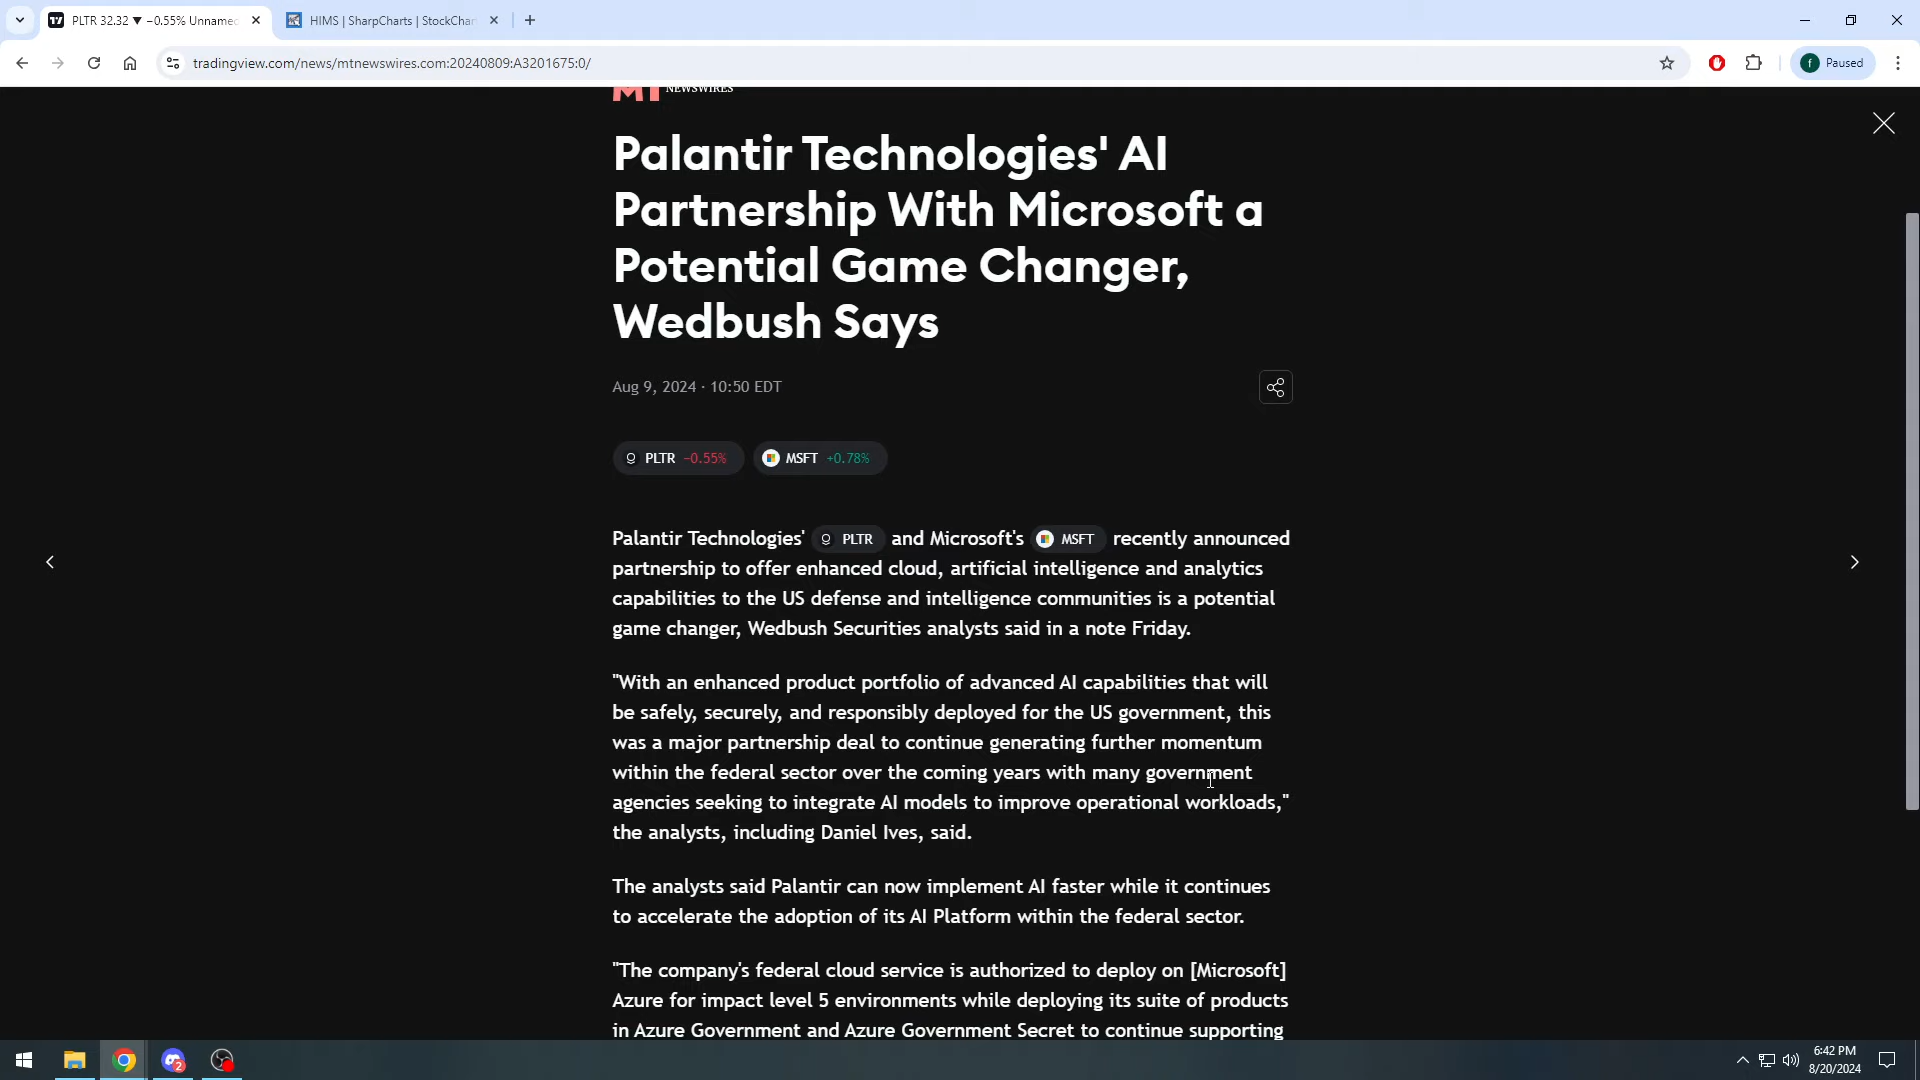 PLTR 32.32 ▼ −0.55% Unname
HIMS | SharpCharts | StockChar
tradingview.com/news/mtnewswires.com:20240809:A3201675:0/
f Paused
MT NEWSWIRES
Palantir Technologies' AI
Partnership With Microsoft a
Potential Game Changer,
Wedbush Says
Aug 9, 2024 · 10:50 EDT
PLTR −0.55% MSFT +0.78%
Palantir Technologies' PLTR and Microsoft's MSFT recently announced
partnership to offer enhanced cloud, artificial intelligence and analytics
capabilities to the US defense and intelligence communities is a potential
game changer, Wedbush Securities analysts said in a note Friday.
"With an enhanced product portfolio of advanced AI capabilities that will
be safely, securely, and responsibly deployed for the US government, this
was a major partnership deal to continue generating further momentum
within the federal sector over the coming years with many government
agencies seeking to integrate AI models to improve operational workloads,"
the analysts, including Daniel Ives, said.
The analysts said Palantir can now implement AI faster while it continues
to accelerate the adoption of its AI Platform within the federal sector.
"The company's federal cloud service is authorized to deploy on [Microsoft]
Azure for impact level 5 environments while deploying its suite of products
in Azure Government and Azure Government Secret to continue supporting
2
6:42 PM
8/20/2024